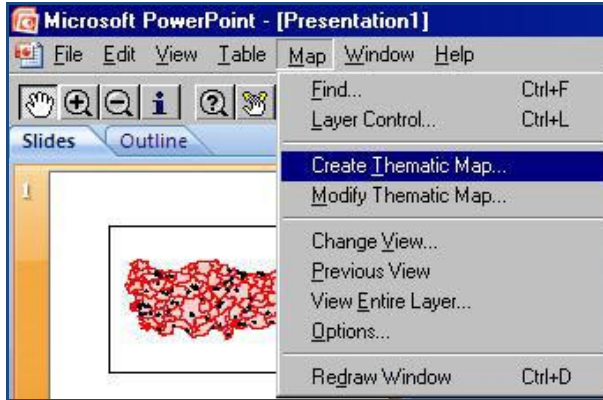 Microsoft PowerPoint - [Presentation1]
File Edit View Table Map Window Help
Find... Ctrl+F
Layer Control... Ctrl+L
Slides Outline
Create Thematic Map...
1
Modify Thematic Map...
Change View...
Previous View
View Entire Layer...
Options...
Redraw Window Ctrl+D